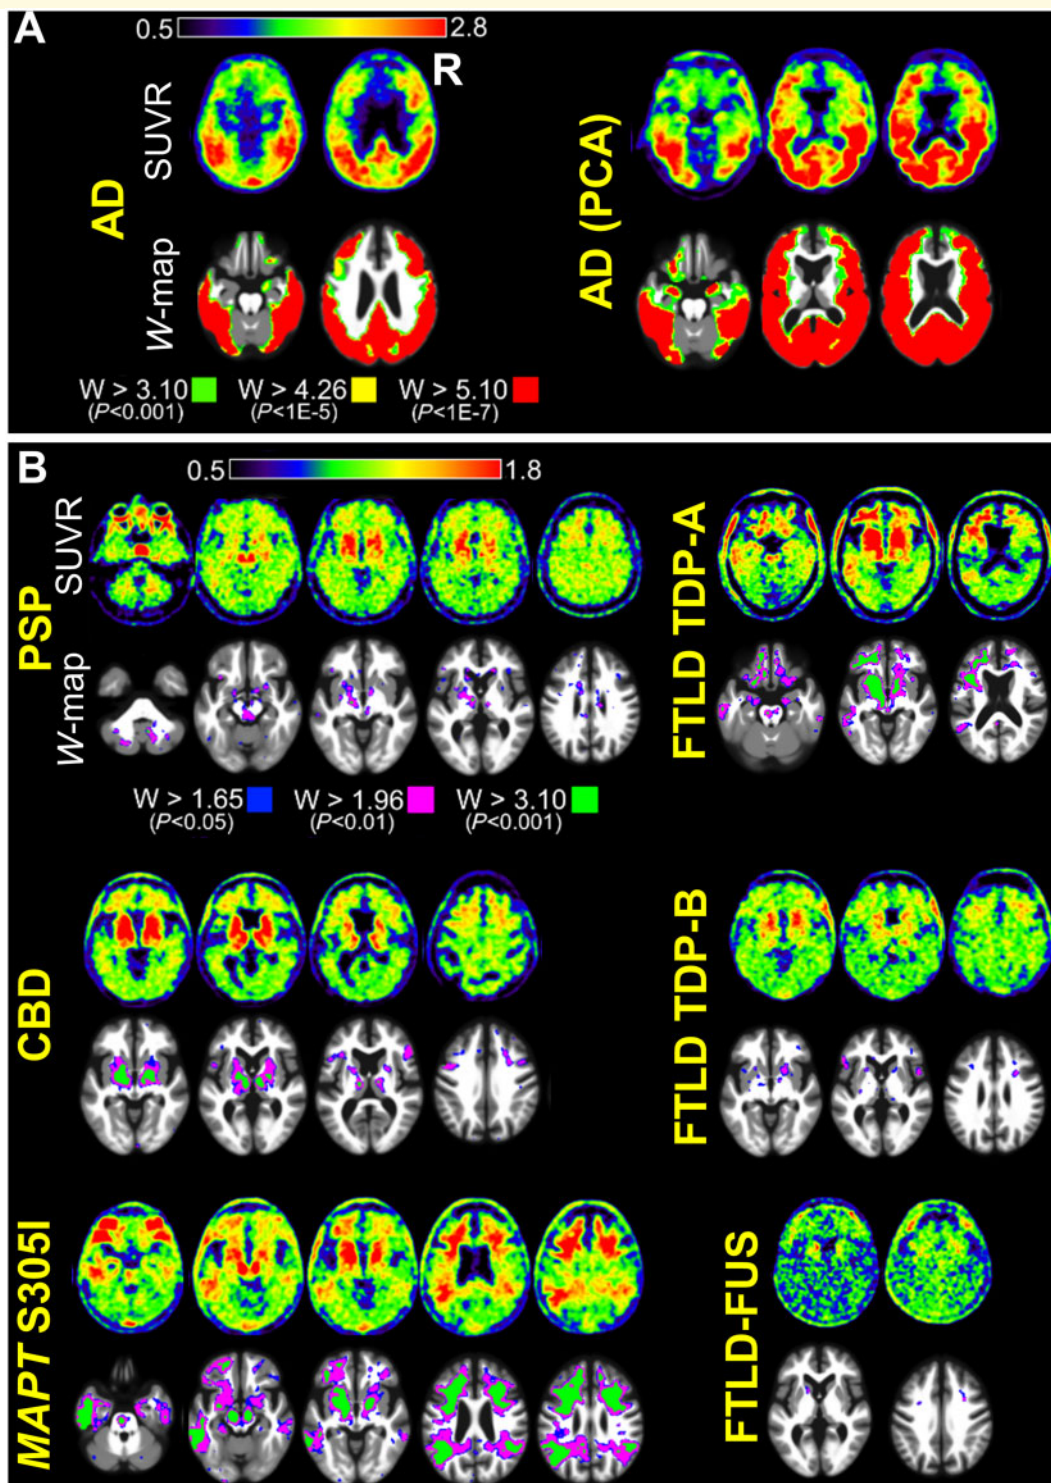 A
0.5 2.8
R
SUVR
AD
W-map
AD (PCA)
W > 3.10 W > 4.26 W > 5.10
(P<0.001) (P<1E-5) (P<1E-7)
B
0.5 1.8
SUVR
PSP
W-map
FTLD TDP-A
W > 1.65 W > 1.96 W > 3.10
(P<0.05) (P<0.01) (P<0.001)
CBD
FTLD TDP-B
MAPT S305I
FTLD-FUS